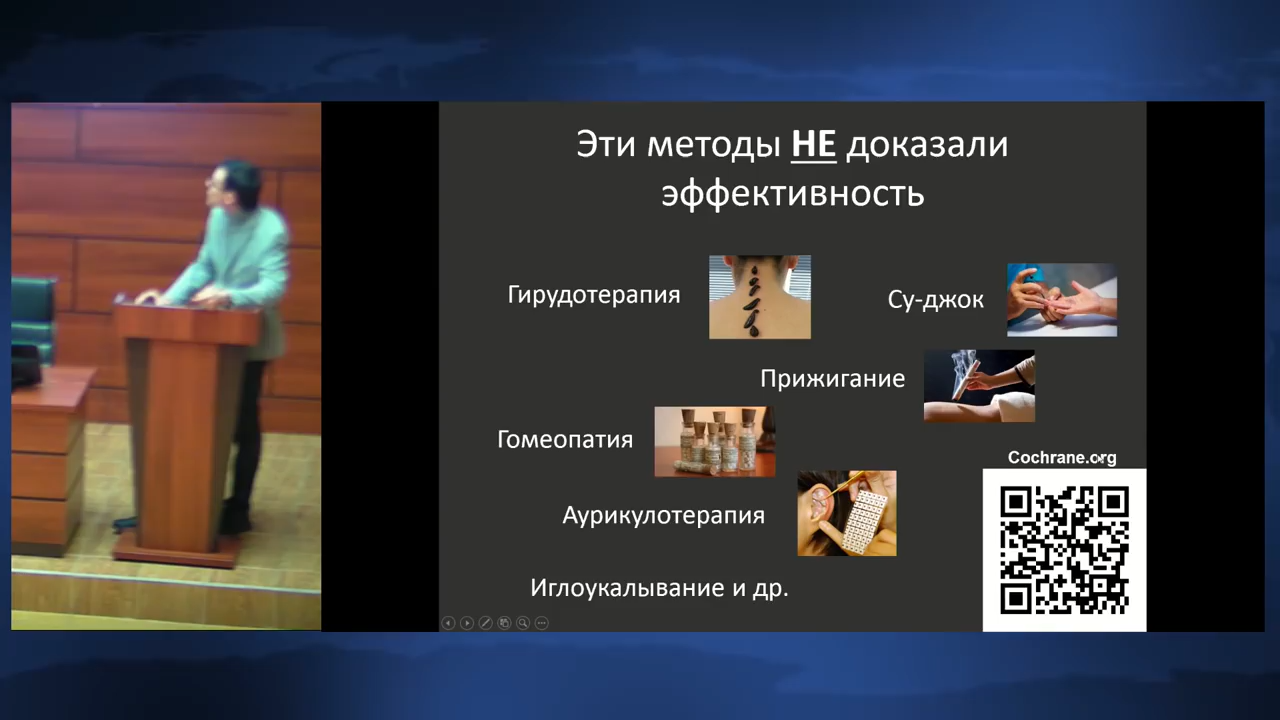 Эти методы НЕ доказали
эффективность
Гирудотерапия
Су-джок
Прижигание
Гомеопатия
Cochrane.org
Аурикулотерапия
Иглоукалывание и др.